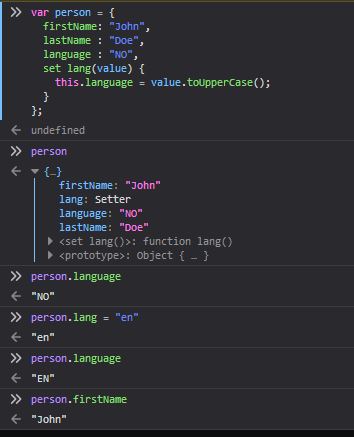 >> var person = {
firstName: "John",
lastName : "Doe",
language : "NO",
set lang(value) {
this.language = value.toUpperCase();
}
};
← undefined
>> person
← ▼ {…}
firstName: "John"
lang: Setter
language: "NO"
lastName: "Doe"
▶ <set lang()>: function lang()
▶ <prototype>: Object { … }
>> person.language
← "NO"
>> person.lang = "en"
← "en"
>> person.language
← "EN"
>> person.firstName
← "John"